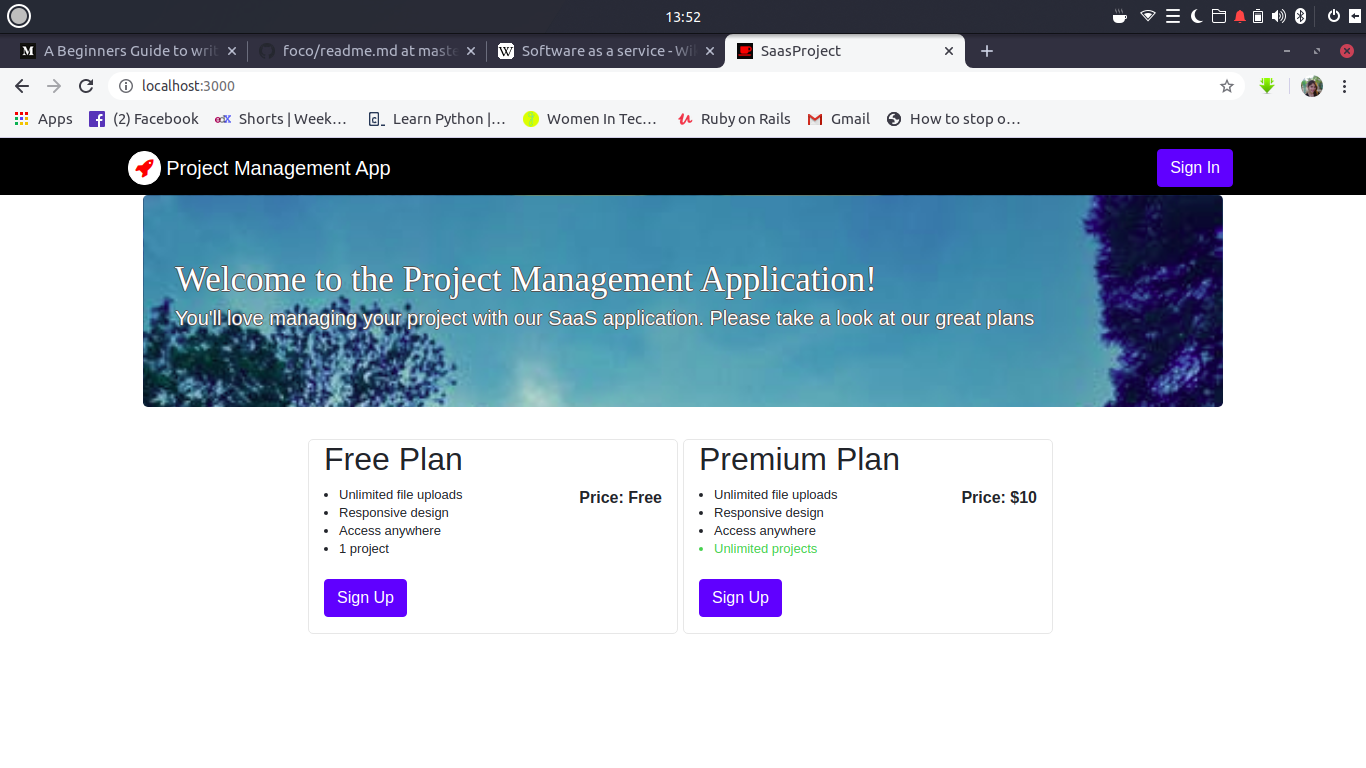 13:52
M A Beginners Guide to writ
foco/readme.md at maste
W Software as a service - Wik
SaasProject
localhost:3000
Apps
(2) Facebook
edX Shorts | Week…
Learn Python |…
Women In Tec…
Ruby on Rails
Gmail
How to stop o…
Project Management App
Sign In
Welcome to the Project Management Application!
You'll love managing your project with our SaaS application. Please take a look at our great plans
Free Plan
Unlimited file uploads
Price: Free
Responsive design
Access anywhere
1 project
Sign Up
Premium Plan
Unlimited file uploads
Price: $10
Responsive design
Access anywhere
Unlimited projects
Sign Up